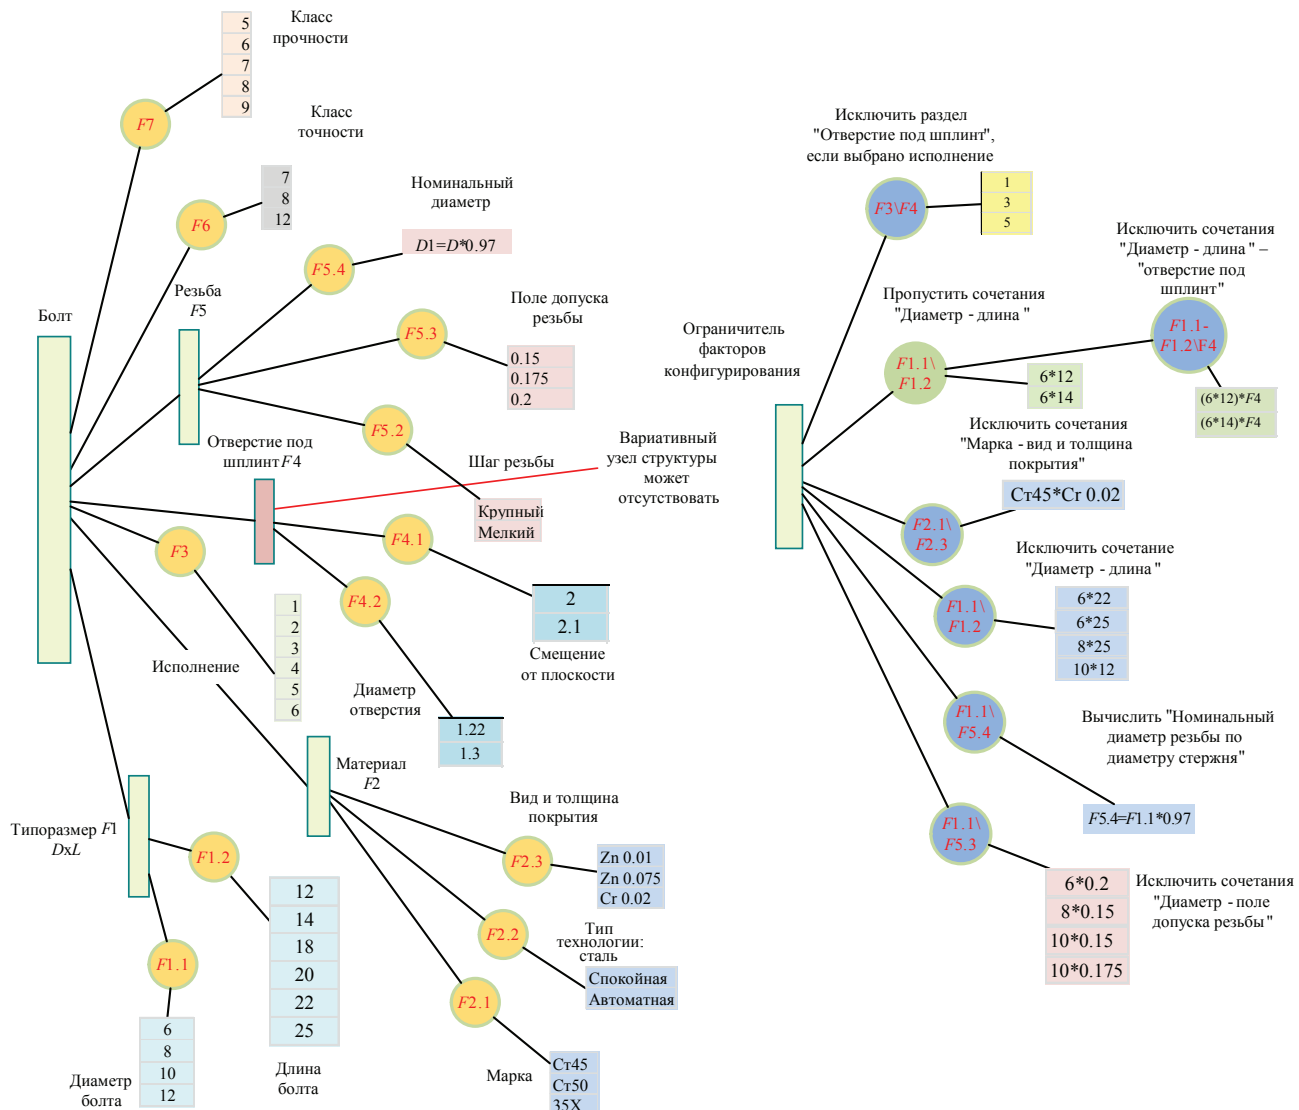 Класс
прочности
5
6
7
8
9
F7
Класс
точности
7
8
12
F6
Номинальный
диаметр
D1=D*0.97
F5.4
Резьба
F5
Поле допуска
резьбы
F5.3
0.15
0.175
0.2
F5.2
Шаг резьбы
Крупный
Мелкий
Болт
Отверстие под
шплинт F4
Вариативный
узел структуры
может
отсутствовать
F4.1
2
2.1
Смещение
от плоскости
F4.2
Диаметр
отверстия
1.22
1.3
F3
Исполнение
1
2
3
4
5
6
Материал
F2
Вид и толщина
покрытия
F2.3
Zn 0.01
Zn 0.075
Cr 0.02
F2.2
Тип
технологии:
сталь
Спокойная
Автоматная
F2.1
Марка
Ст45
Ст50
35Х
Типоразмер F1
DxL
F1.2
12
14
18
20
22
25
Длина
болта
F1.1
6
8
10
12
Диаметр
болта
Ограничитель
факторов
конфигурирования
Исключить раздел
"Отверстие под шплинт",
если выбрано исполнение
F3\F4
1
3
5
Пропустить сочетания
"Диаметр - длина "
F1.1\
F1.2
6*12
6*14
Исключить сочетания
"Диаметр - длина " –
"отверстие под
шплинт"
F1.1-
F1.2\F4
(6*12)*F4
(6*14)*F4
Исключить сочетания
"Марка - вид и толщина
покрытия"
F2.1\
F2.3
Ст45*Cr 0.02
Исключить сочетание
"Диаметр - длина "
F1.1\
F1.2
6*22
6*25
8*25
10*12
F1.1\
F5.4
Вычислить "Номинальный
диаметр резьбы по
диаметру стержня"
F5.4=F1.1*0.97
F1.1\
F5.3
6*0.2
8*0.15
10*0.15
10*0.175
Исключить сочетания
"Диаметр - поле
допуска резьбы "